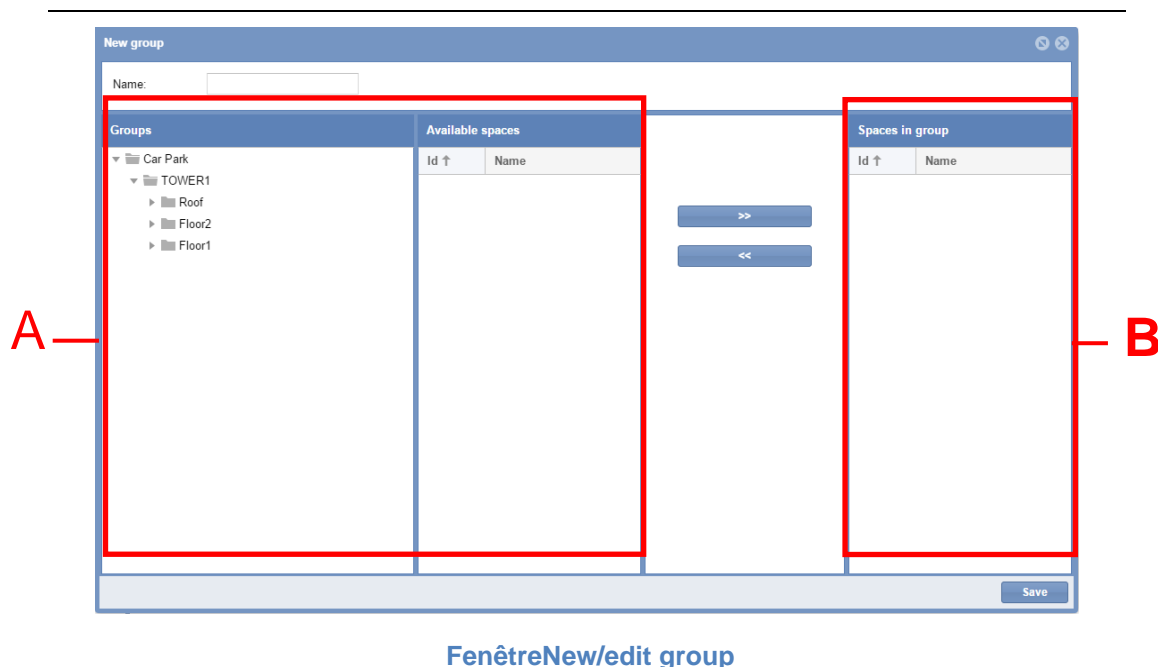 New group
Name:
Groups
Available spaces
Spaces in group
Car Park
Id ↑ Name
Id ↑ Name
TOWER1
Roof
>>
Floor2
Floor1
<<
A
B
Save
FenêtreNew/edit group